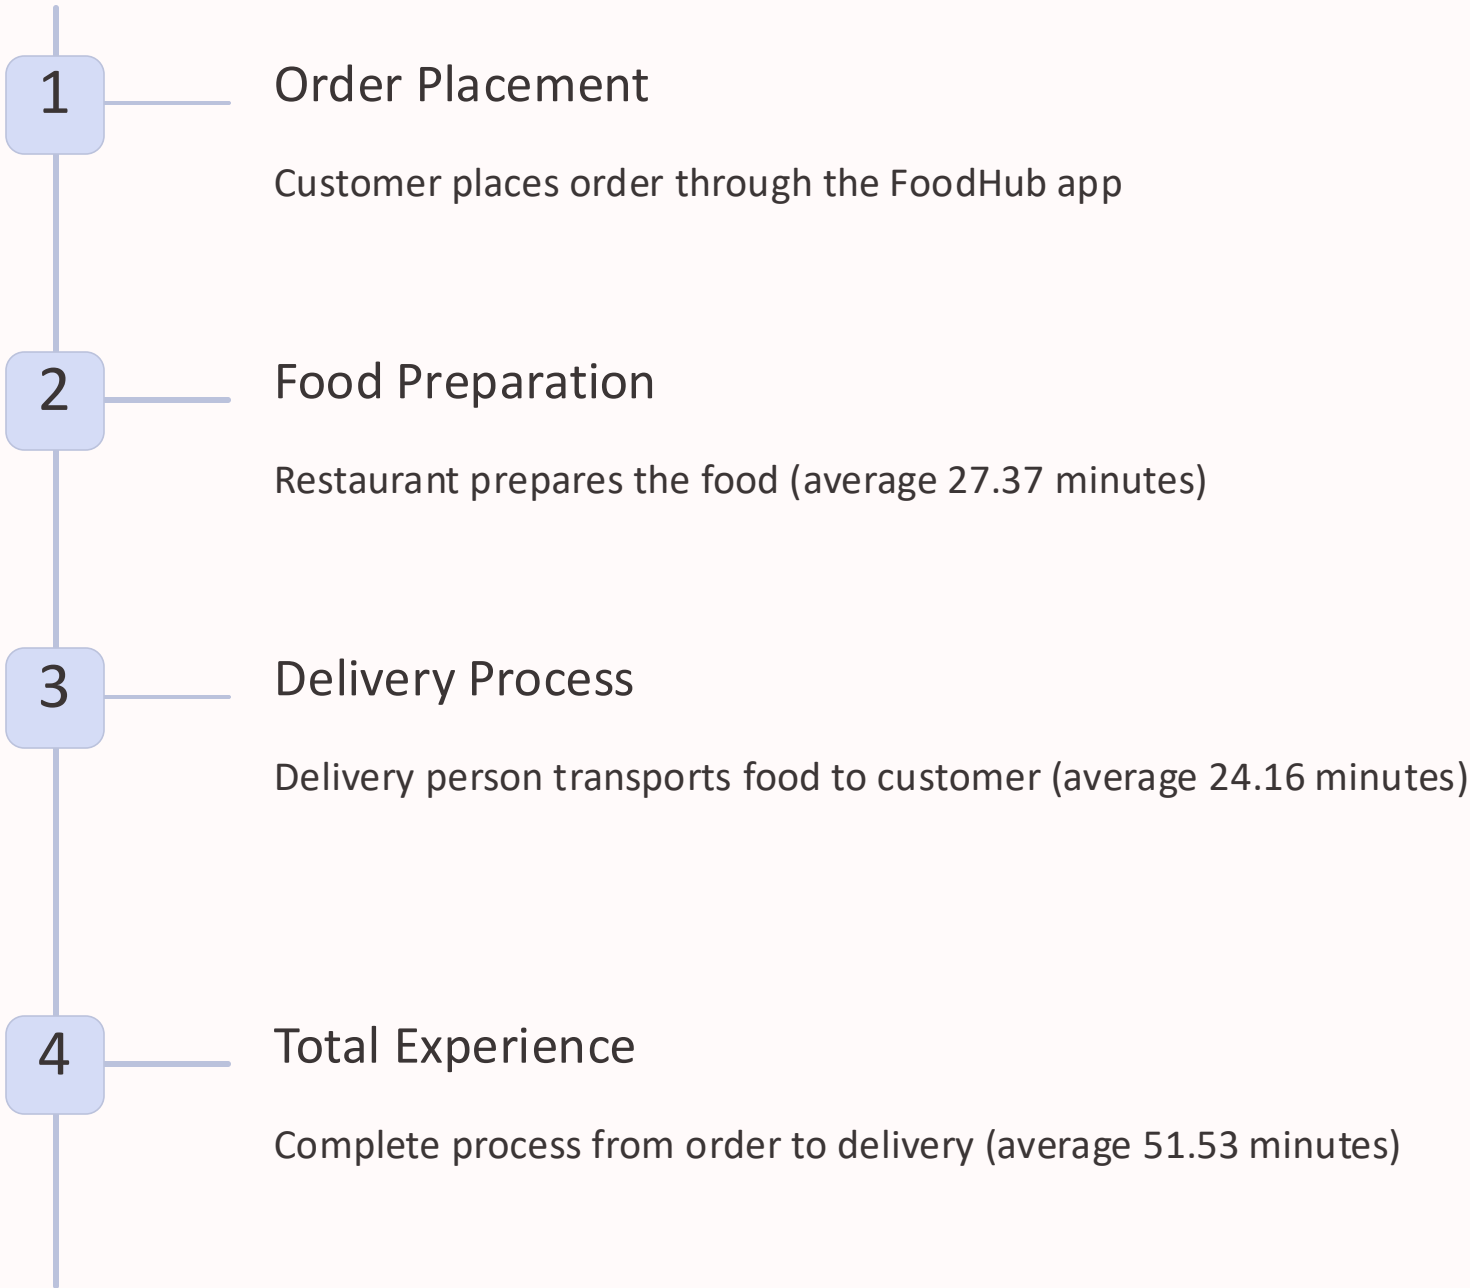 1
Order Placement
Customer places order through the FoodHub app
2
Food Preparation
Restaurant prepares the food (average 27.37 minutes)
3
Delivery Process
Delivery person transports food to customer (average 24.16 minutes)
4
Total Experience
Complete process from order to delivery (average 51.53 minutes)